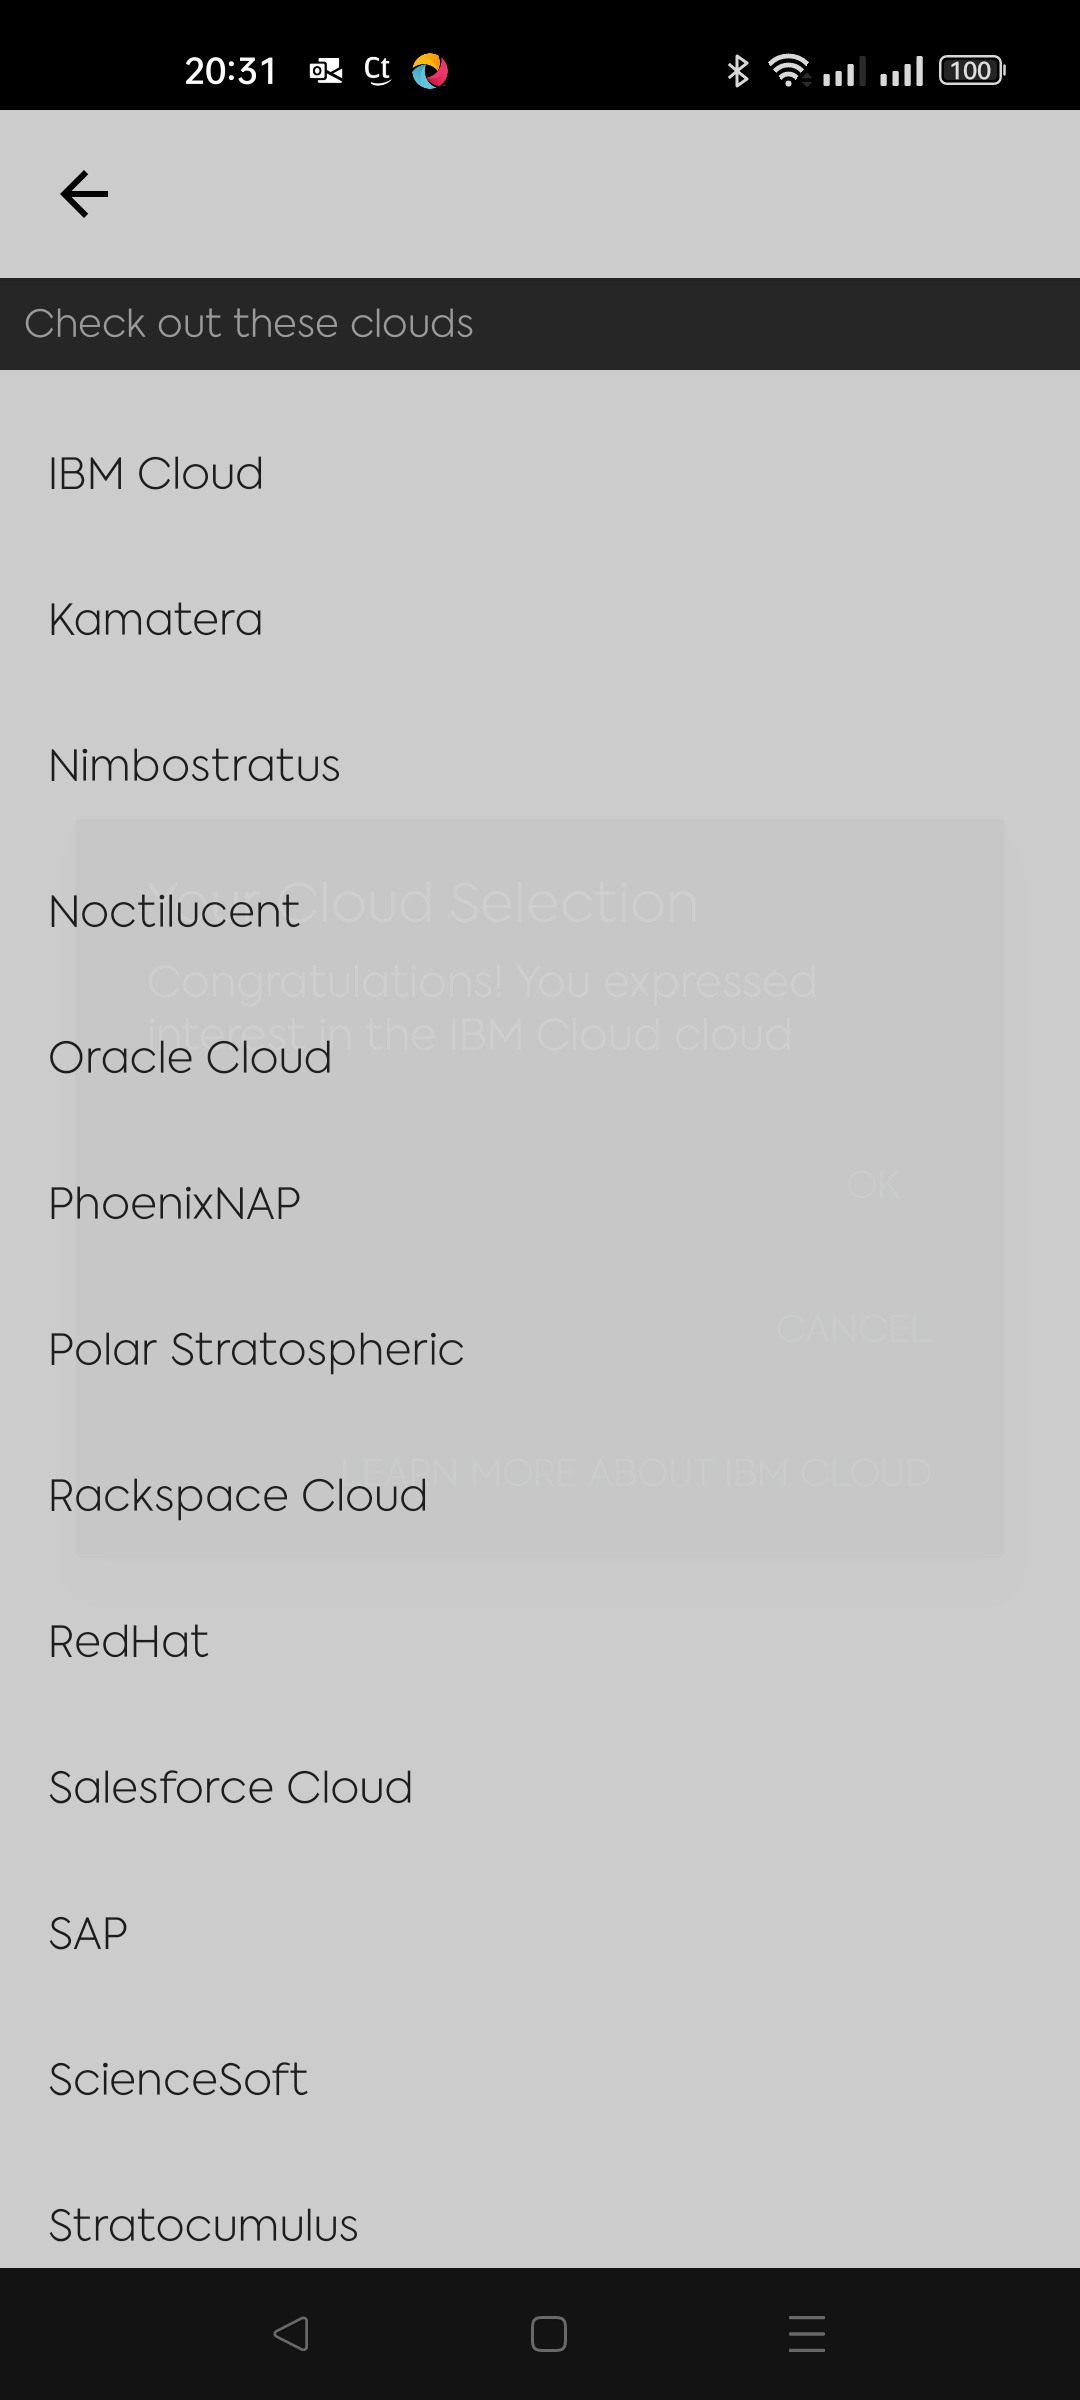 20:31 Ct 100
Check out these clouds
IBM Cloud
Kamatera
Nimbostratus
Your Cloud Selection
Noctilucent
Congratulations! You expressed
interest in the IBM Cloud cloud
Oracle Cloud
OK
PhoenixNAP
CANCEL
Polar Stratospheric
LEARN MORE ABOUT IBM CLOUD
Rackspace Cloud
RedHat
Salesforce Cloud
SAP
ScienceSoft
Stratocumulus